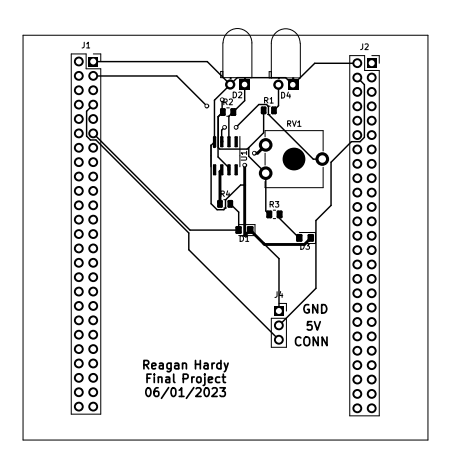 J1
J2
D2
D4
R2
R1
RV1
U1
R4
R3
D1
D3
J4
GND
5V
CONN
Reagan Hardy
Final Project
06/01/2023